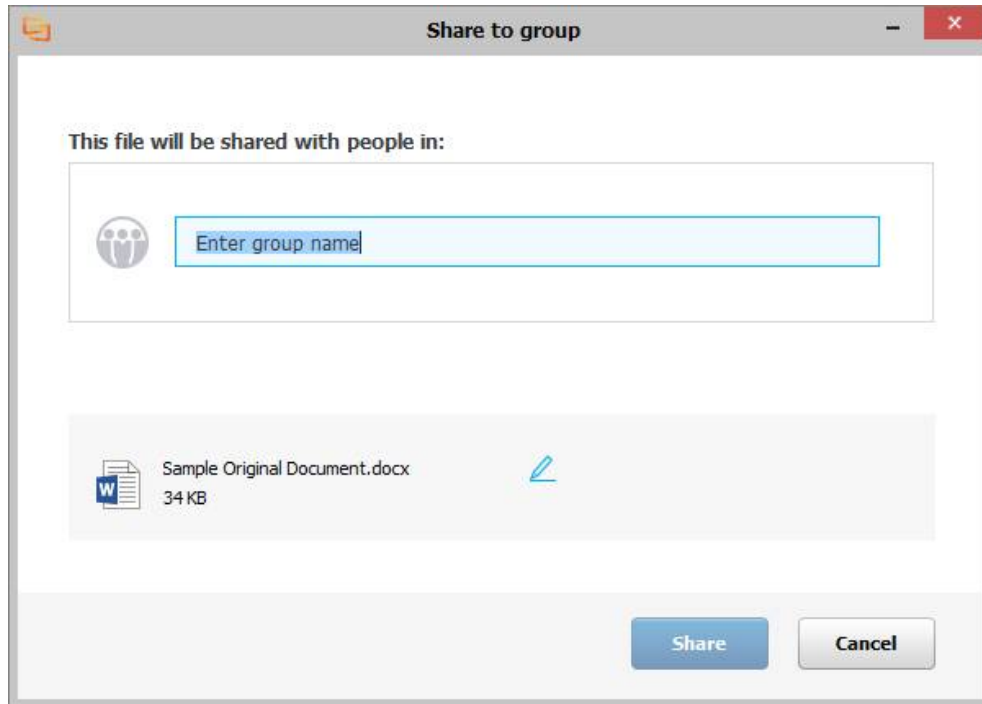 Share to group
This file will be shared with people in:
Enter group name
Sample Original Document.docx
W
34 KB
Share Cancel